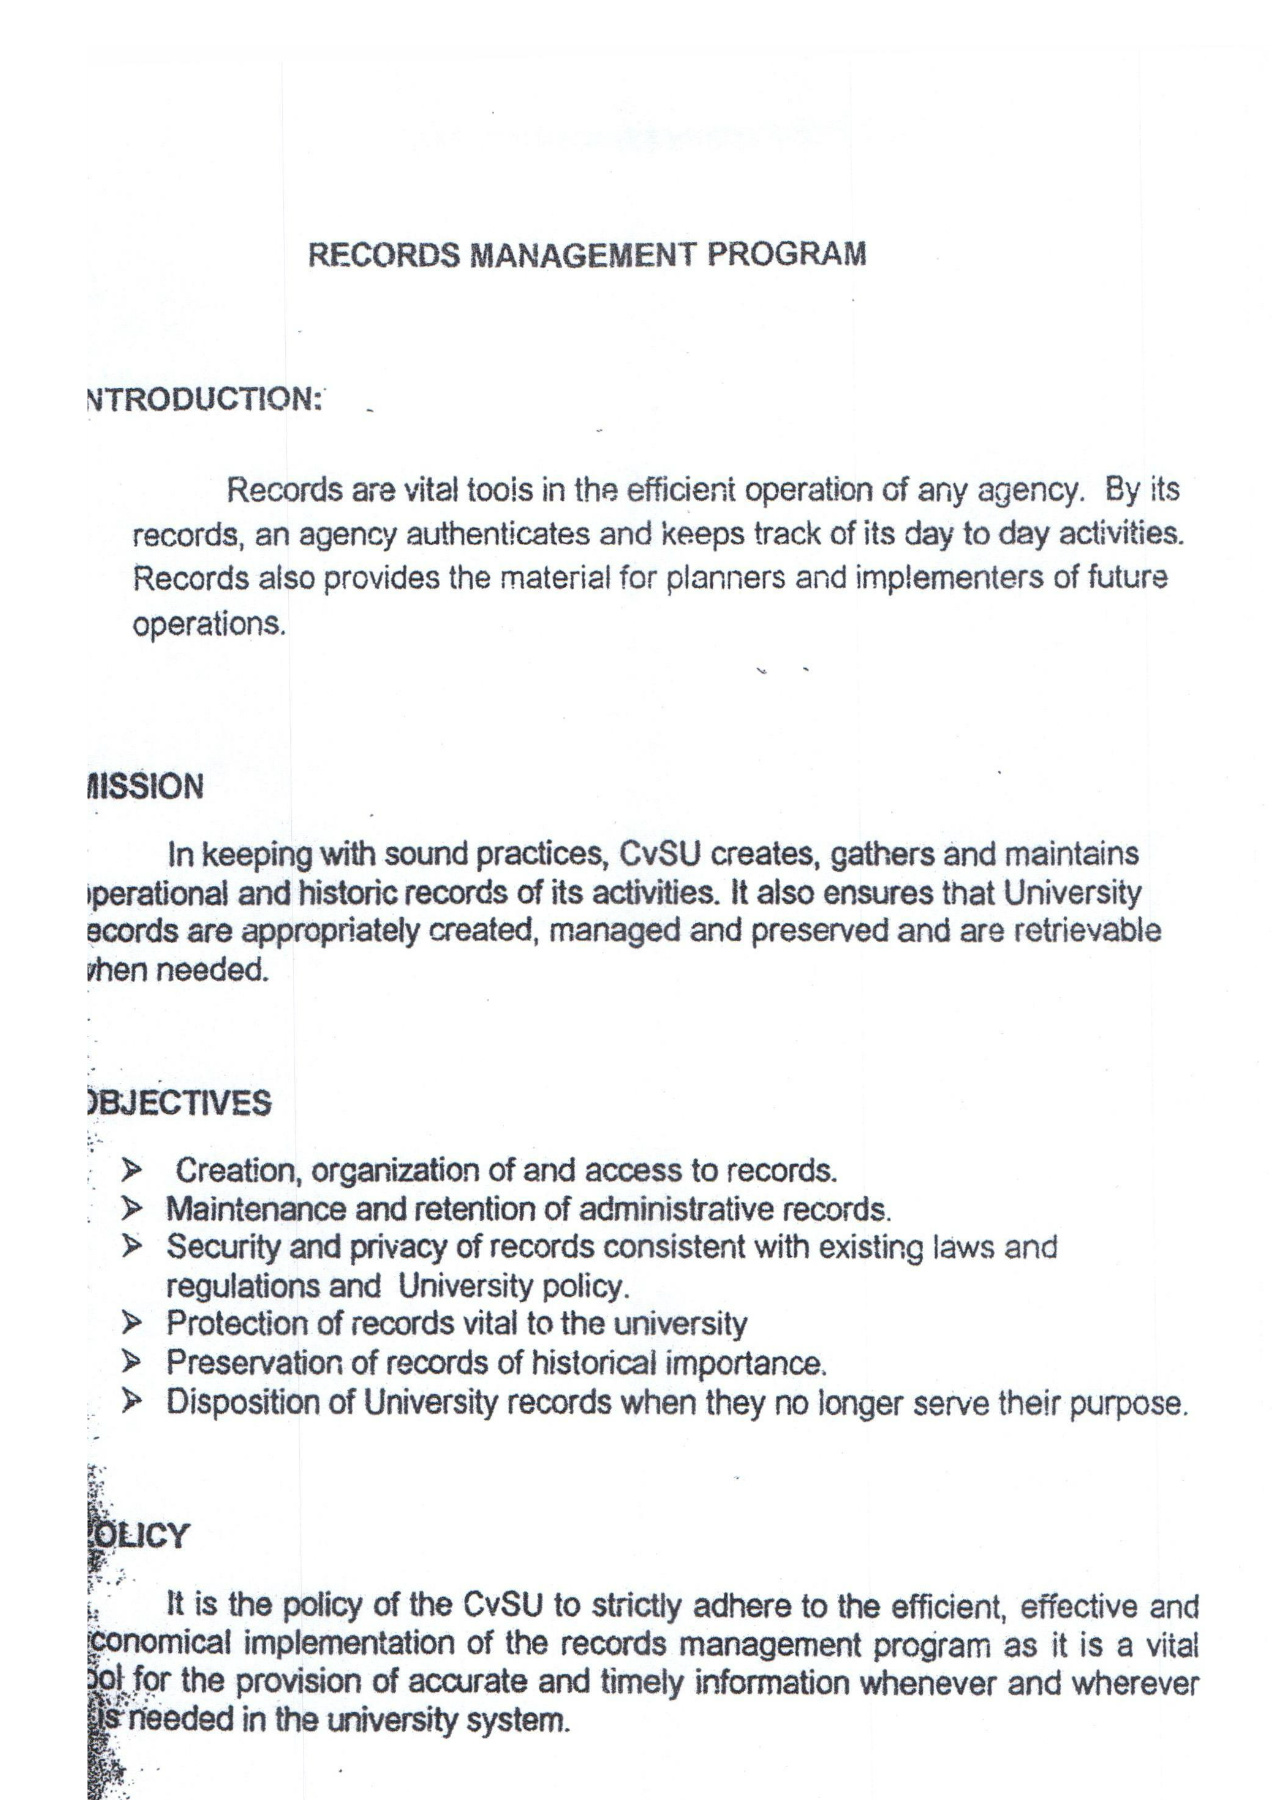 RECORDS MANAGEMENT PROGRAM
NTRODUCTION:
Records are vital tools in the efficient operation of any agency. By its
records, an agency authenticates and keeps track of its day to day activities.
Records also provides the material for planners and implementers of future
operations.
MISSION
In keeping with sound practices, CvSU creates, gathers and maintains
perational and historic records of its activities. It also ensures that University
ecords are appropriately created, managed and preserved and are retrievable
when needed.
OBJECTIVES
➢ Creation, organization of and access to records.
➢ Maintenance and retention of administrative records.
➢ Security and privacy of records consistent with existing laws and
regulations and University policy.
➢ Protection of records vital to the university
➢ Preservation of records of historical importance.
➢ Disposition of University records when they no longer serve their purpose.
OLICY
It is the policy of the CvSU to strictly adhere to the efficient, effective and
conomical implementation of the records management program as it is a vital
ool for the provision of accurate and timely information whenever and wherever
is needed in the university system.